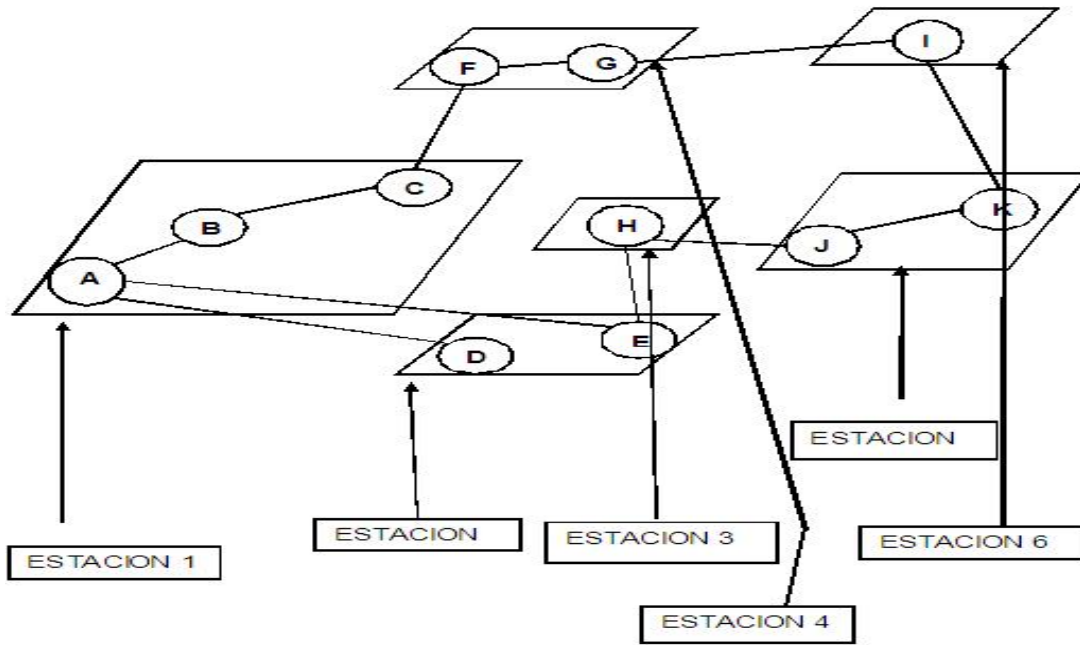 I
F
G
C
B
H
K
J
A
E
D
ESTACION
ESTACION
ESTACION 3
ESTACION 6
ESTACION 1
ESTACION 4